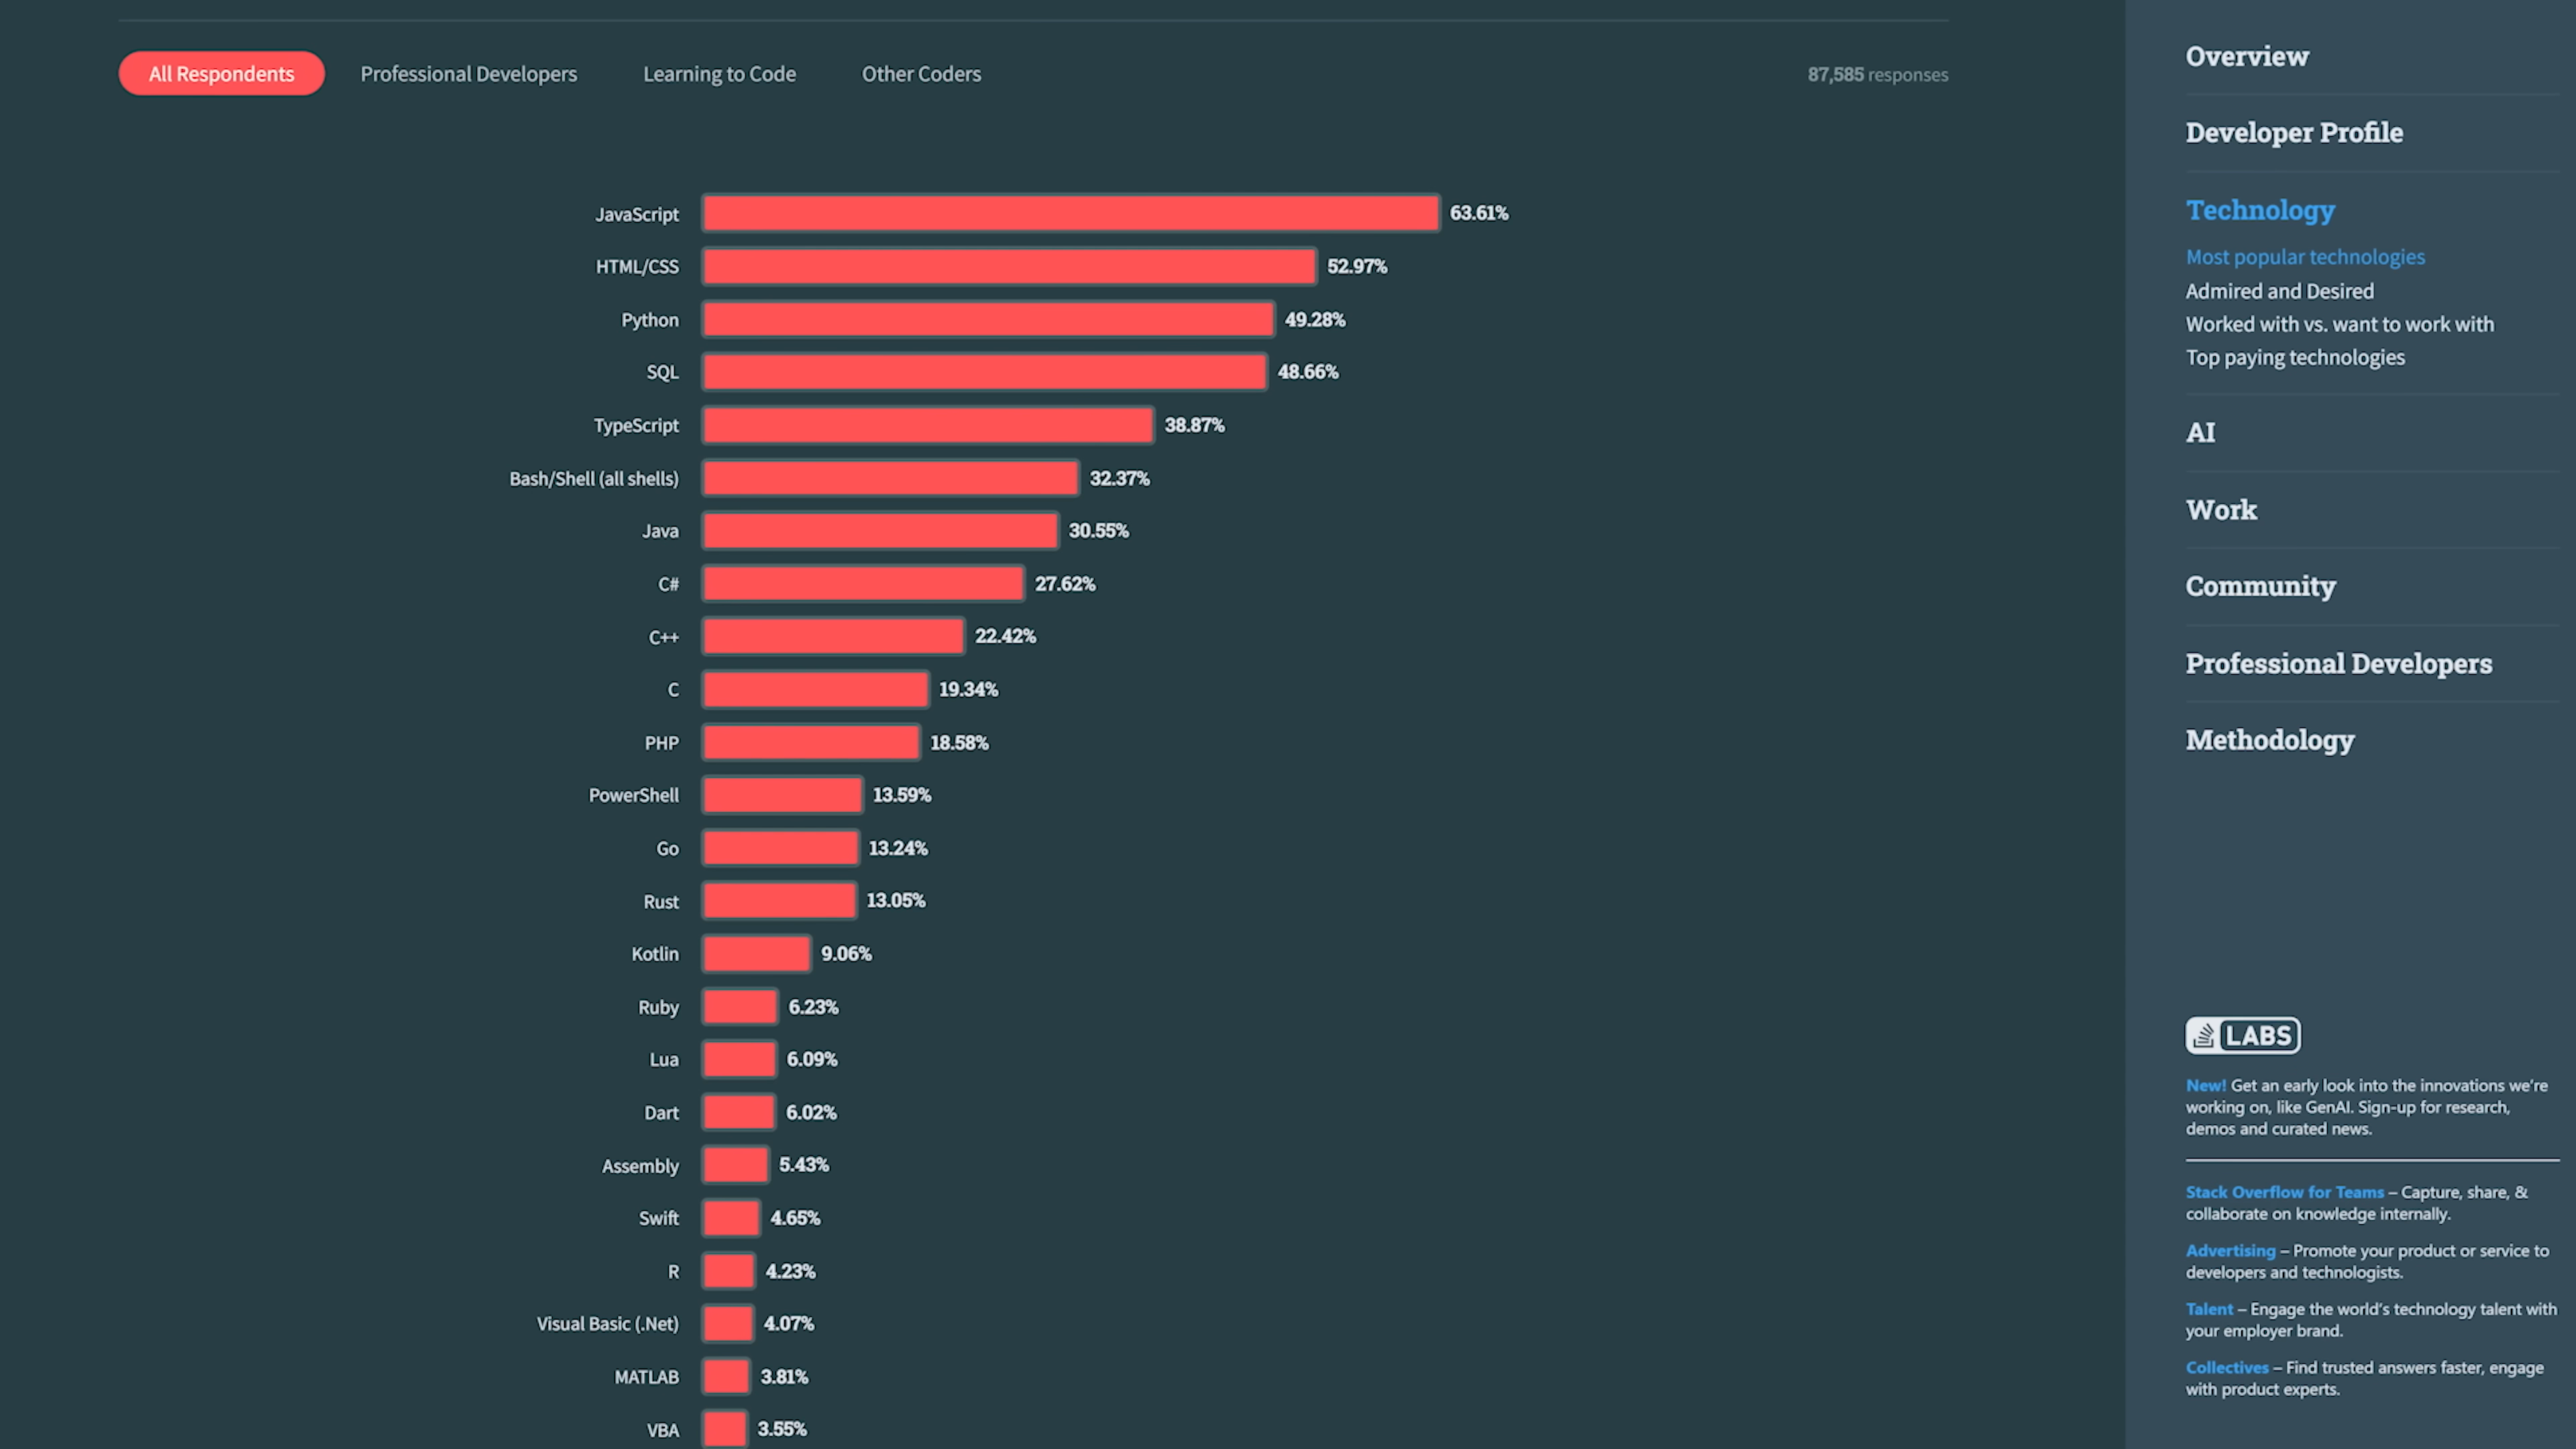 All Respondents
Professional Developers
Learning to Code
Other Coders
87,585 responses
JavaScript 63.61%
HTML/CSS 52.97%
Python 49.28%
SQL 48.66%
TypeScript 38.87%
Bash/Shell (all shells) 32.37%
Java 30.55%
C# 27.62%
C++ 22.42%
C 19.34%
PHP 18.58%
PowerShell 13.59%
Go 13.24%
Rust 13.05%
Kotlin 9.06%
Ruby 6.23%
Lua 6.09%
Dart 6.02%
Assembly 5.43%
Swift 4.65%
R 4.23%
Visual Basic (.Net) 4.07%
MATLAB 3.81%
VBA 3.55%
Overview
Developer Profile
Technology
Most popular technologies
Admired and Desired
Worked with vs. want to work with
Top paying technologies
AI
Work
Community
Professional Developers
Methodology
LABS
New! Get an early look into the innovations we're
working on, like GenAI. Sign-up for research,
demos and curated news.
Stack Overflow for Teams – Capture, share, &
collaborate on knowledge internally.
Advertising – Promote your product or service to
developers and technologists.
Talent – Engage the world's technology talent with
your employer brand.
Collectives – Find trusted answers faster, engage
with product experts.